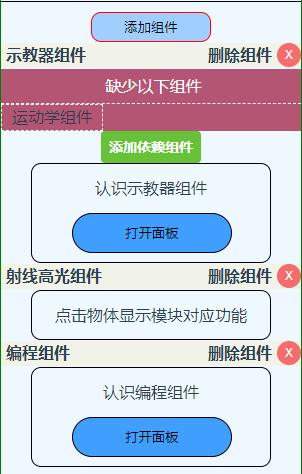 添加组件
示教器组件 删除组件 X
缺少以下组件
运动学组件
添加依赖组件
认识示教器组件
打开面板
射线高光组件 删除组件 X
点击物体显示模块对应功能
编程组件 删除组件 X
认识编程组件
打开面板